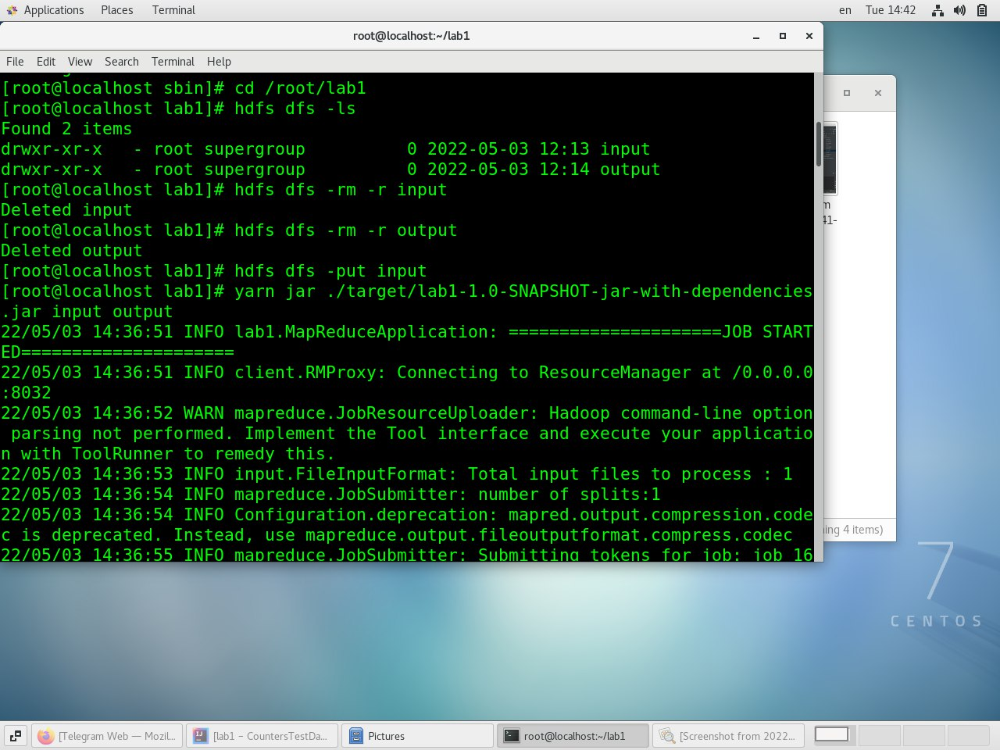 Applications Places Terminal en Tue 14:42
root@localhost:~/lab1
File Edit View Search Terminal Help
[root@localhost sbin]# cd /root/lab1
[root@localhost lab1]# hdfs dfs -ls
Found 2 items
drwxr-xr-x   - root supergroup          0 2022-05-03 12:13 input
drwxr-xr-x   - root supergroup          0 2022-05-03 12:14 output
[root@localhost lab1]# hdfs dfs -rm -r input
Deleted input
[root@localhost lab1]# hdfs dfs -rm -r output
Deleted output
[root@localhost lab1]# hdfs dfs -put input
[root@localhost lab1]# yarn jar ./target/lab1-1.0-SNAPSHOT-jar-with-dependencies
.jar input output
22/05/03 14:36:51 INFO lab1.MapReduceApplication: =====================JOB START
ED=====================
22/05/03 14:36:51 INFO client.RMProxy: Connecting to ResourceManager at /0.0.0.0
:8032
22/05/03 14:36:52 WARN mapreduce.JobResourceUploader: Hadoop command-line option
 parsing not performed. Implement the Tool interface and execute your applicatio
n with ToolRunner to remedy this.
22/05/03 14:36:53 INFO input.FileInputFormat: Total input files to process : 1
22/05/03 14:36:54 INFO mapreduce.JobSubmitter: number of splits:1
22/05/03 14:36:54 INFO Configuration.deprecation: mapred.output.compression.code
c is deprecated. Instead, use mapreduce.output.fileoutputformat.compress.codec
22/05/03 14:36:55 INFO mapreduce.JobSubmitter: Submitting tokens for job: job_16
m
41-
ning 4 items)
7
CENTOS
[Telegram Web — Mozil... [lab1 – CountersTestDa... Pictures root@localhost:~/lab1 [Screenshot from 2022...